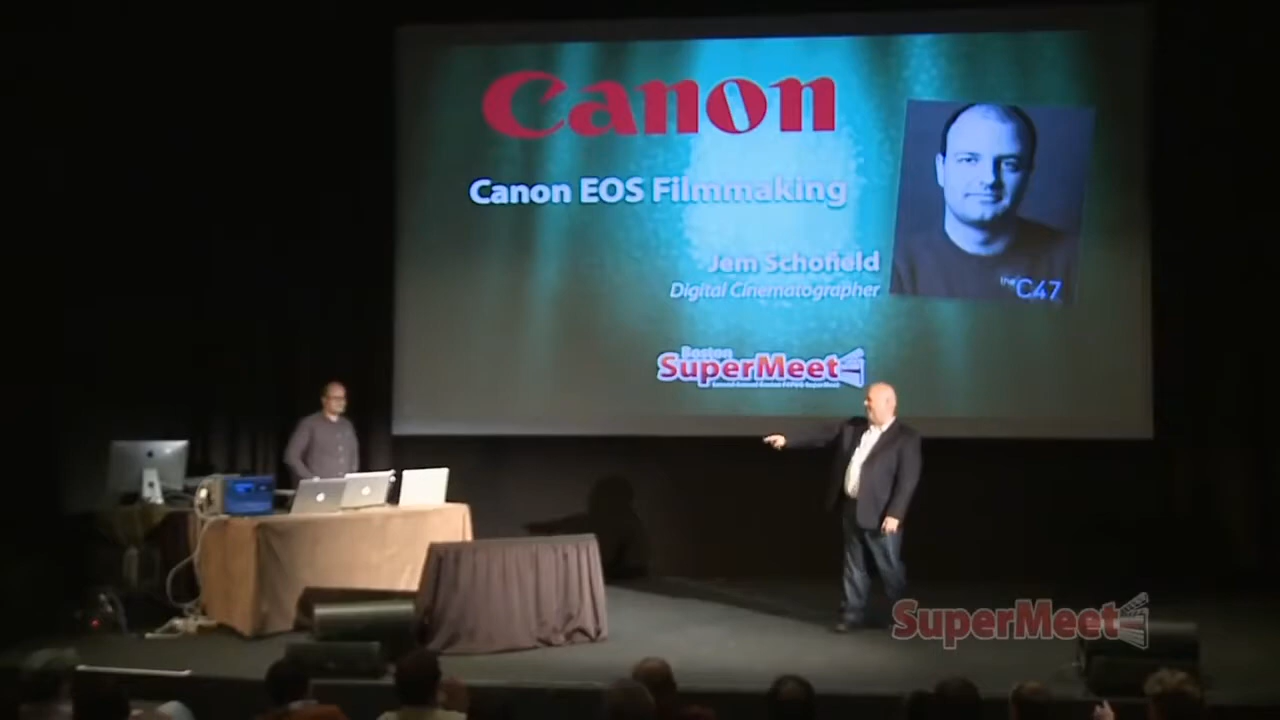 Canon
Canon EOS Filmmaking
Jem Schofield
Digital Cinematographer
the C47
Boston
SuperMeet
SuperMeet